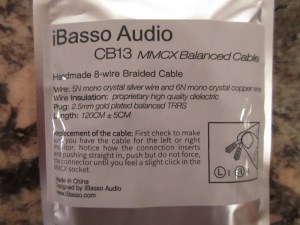 iBasso Audio
CB13 MMCX Balanced Cable
Handmade 8-wire Braided Cable
Wire: 5N mono crystal silver wire and 6N mono crystal copper wire
Wire Insulation: proprietary high quality dielectric
Plug: 2.5mm gold plated balanced TRRS
Length: 120CM ± 5CM
Replacement of the cable: First check to make
sure you have the cable for the left or right
monitor. Notice how the connection inserts
and pushing straight in, push but do not force,
the connector until you feel a slight click in the
MMCX socket.
L R
Made in China
Designed by iBasso Audio
www.iBasso.com